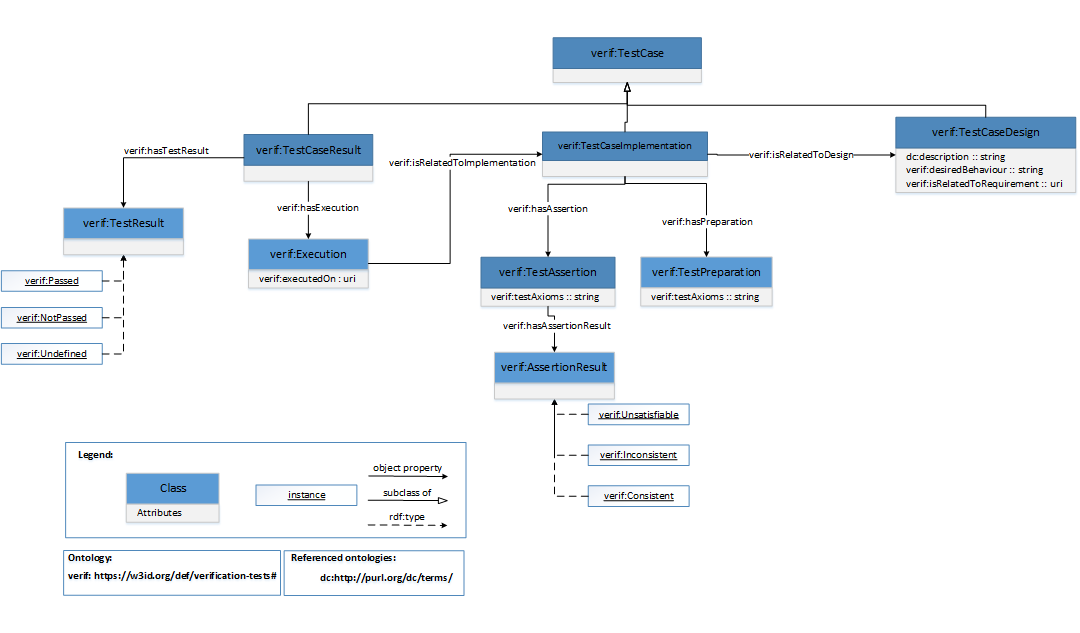 verif:TestCase
verif:TestCaseDesign
dc:description :: string
verif:desiredBehaviour :: string
verif:isRelatedToRequirement :: uri
verif:TestCaseResult
verif:TestCaseImplementation
verif:hasTestResult
verif:isRelatedToImplementation
verif:isRelatedToDesign
verif:hasExecution
verif:hasAssertion
verif:hasPreparation
verif:TestResult
verif:Execution
verif:executedOn : uri
verif:TestAssertion
verif:testAxioms :: string
verif:TestPreparation
verif:testAxioms :: string
verif:Passed
verif:NotPassed
verif:Undefined
verif:hasAssertionResult
verif:AssertionResult
verif:Unsatisfiable
verif:Inconsistent
verif:Consistent
Legend:
Class
Attributes
instance
object property
subclass of
rdf:type
Ontology:
verif: https://w3id.org/def/verification-tests#
Referenced ontologies:
dc:http://purl.org/dc/terms/